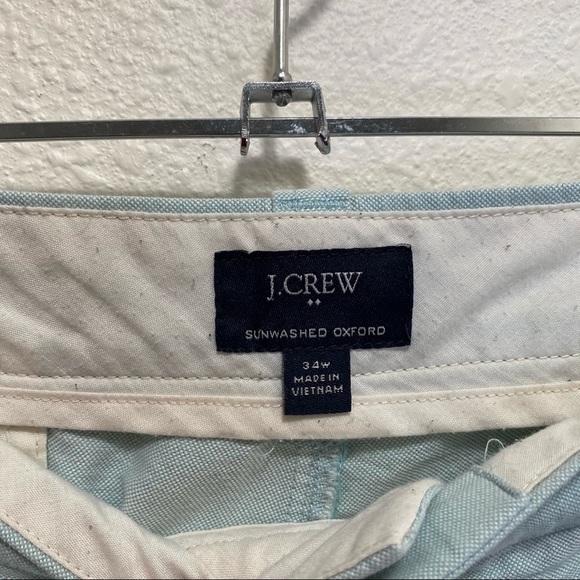 J.CREW
SUNWASHED OXFORD
34W
MADE IN
VIETNAM